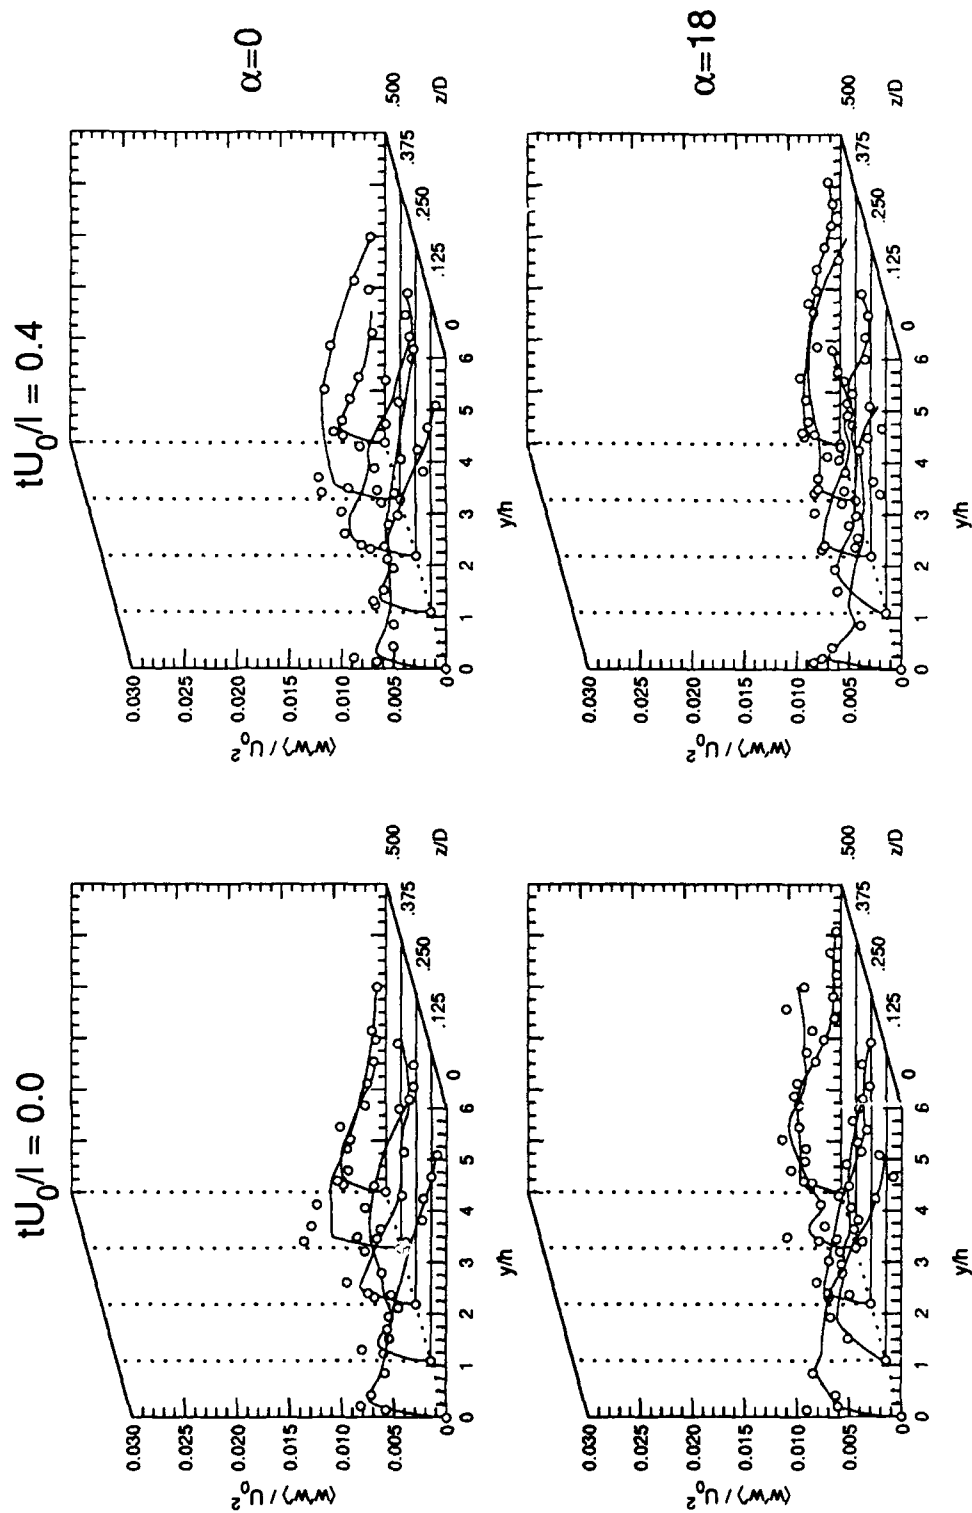 tU₀/l = 0.0
tU₀/l = 0.4
0.030
0.025
0.020
0.015
0.010
0.005
0
⟨w'w'⟩ / U₀²
0 1 2 3 4 5 6
y/h
0
.125
.250
.375
.500
z/D
0.030
0.025
0.020
0.015
0.010
0.005
0
⟨w'w'⟩ / U₀²
0 1 2 3 4 5 6
y/h
0
.125
.250
.375
.500
z/D
α=0
0.030
0.025
0.020
0.015
0.010
0.005
0
⟨w'w'⟩ / U₀²
0 1 2 3 4 5 6
y/h
0
.125
.250
.375
.500
z/D
0.030
0.025
0.020
0.015
0.010
0.005
0
⟨w'w'⟩ / U₀²
0 1 2 3 4 5 6
y/h
0
.125
.250
.375
.500
z/D
α=18